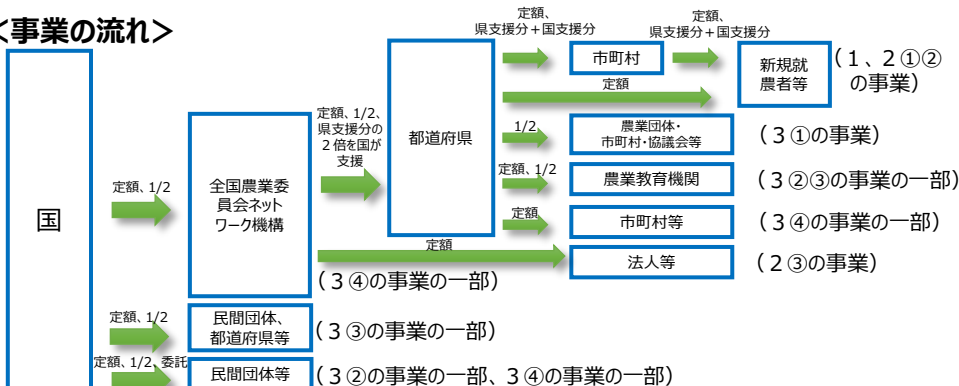 <事業の流れ>
国
定額、1/2
全国農業委
員会ネット
ワーク機構
定額、1/2、
県支援分の
2倍を国が
支援
都道府県
定額、
県支援分+国支援分
市町村
定額、
県支援分+国支援分
新規就
農者等
(1、2①②
の事業)
定額
1/2
農業団体・
市町村・協議会等
(3①の事業)
定額、1/2
農業教育機関
(3②③の事業の一部)
定額
市町村等
(3④の事業の一部)
定額
法人等
(2③の事業)
(3④の事業の一部)
定額、1/2
民間団体、
都道府県等
(3③の事業の一部)
定額、1/2、委託
民間団体等
(3②の事業の一部、3④の事業の一部)